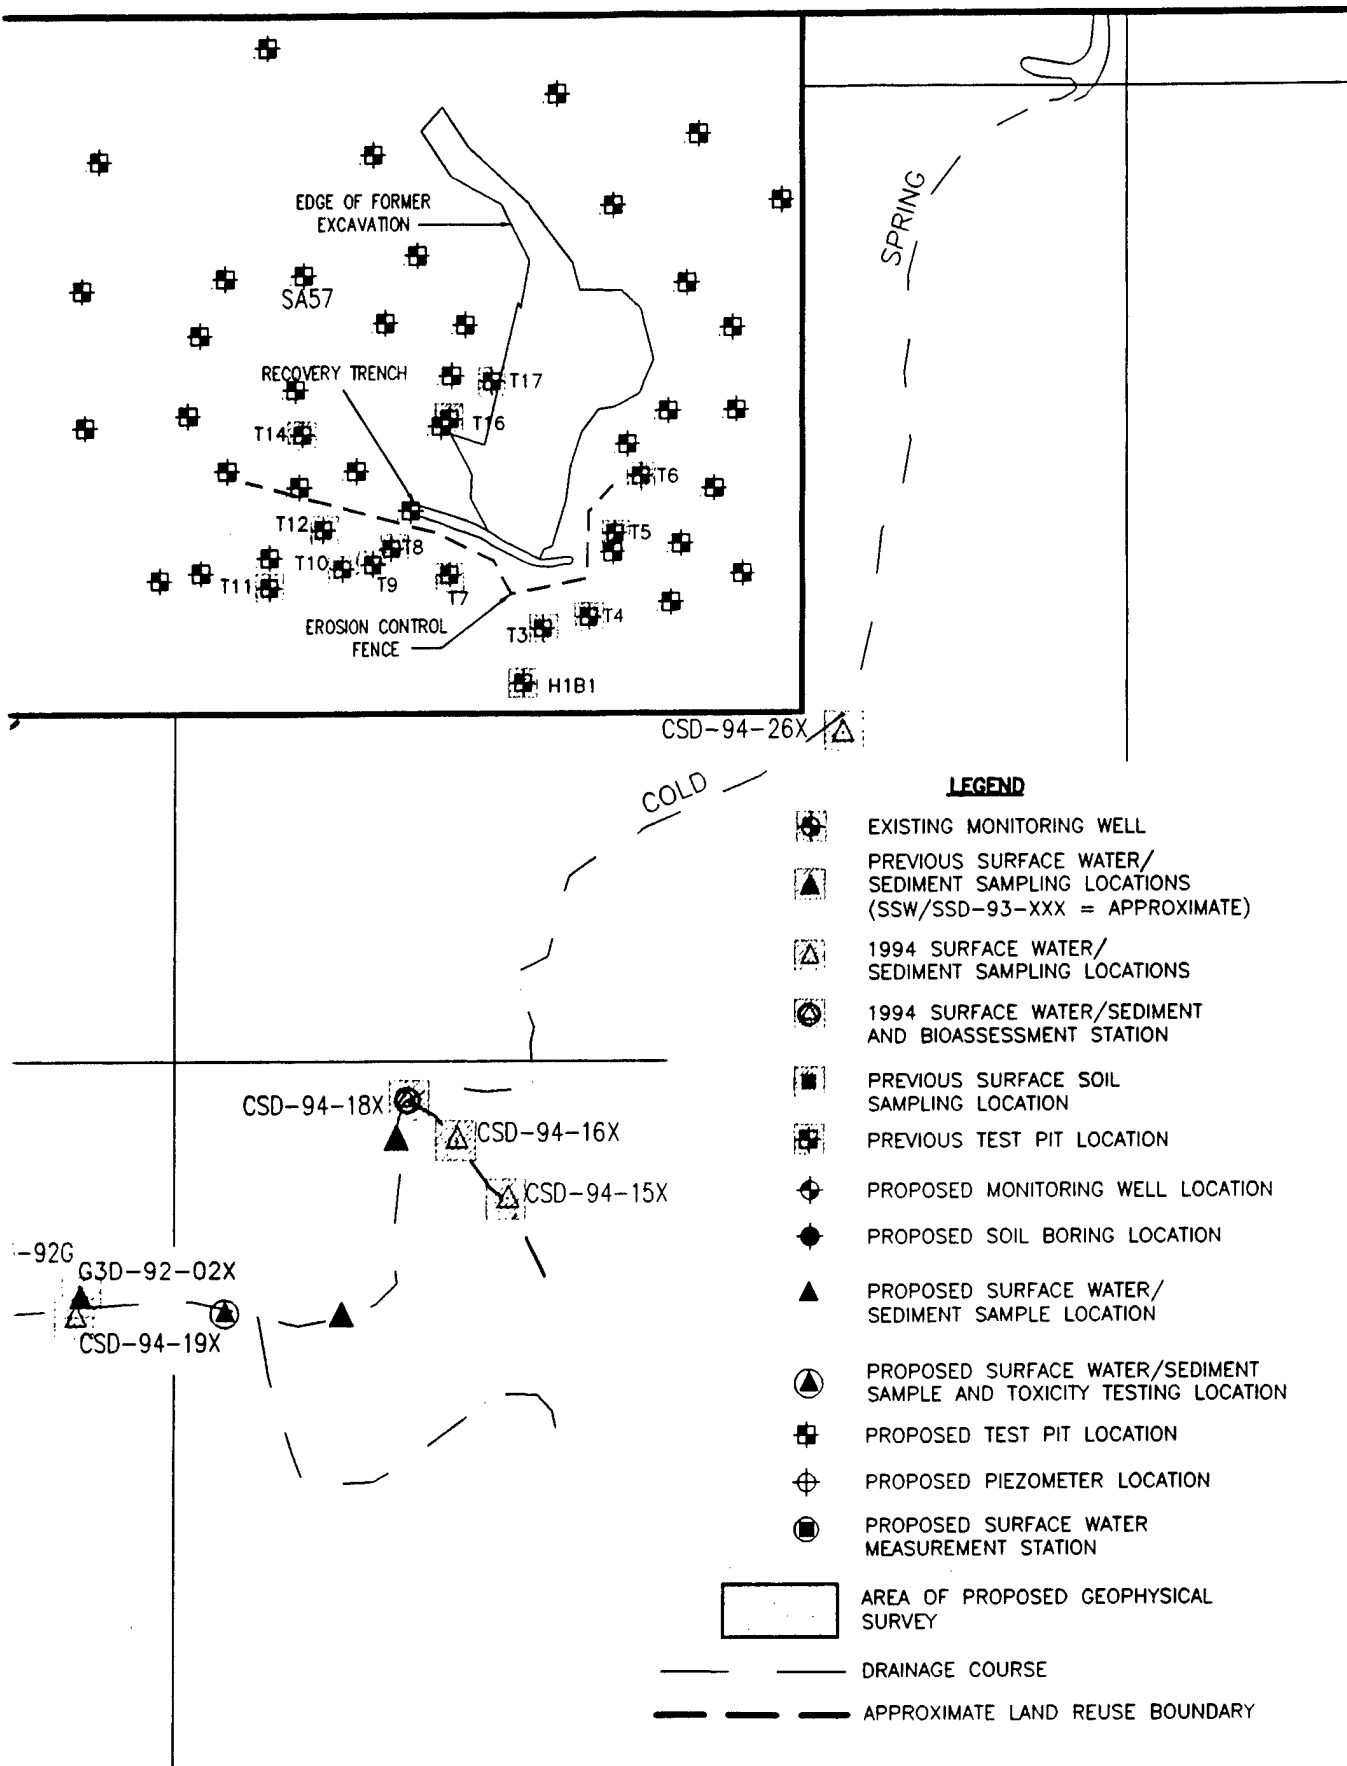 EDGE OF FORMER
EXCAVATION
SA57
RECOVERY TRENCH
T17
T16
T14
T6
T12
T5
T8
T10
T9
T11
T7
T4
T3
EROSION CONTROL
FENCE
H1B1
SPRING
CSD-94-26X
COLD
LEGEND
EXISTING MONITORING WELL
PREVIOUS SURFACE WATER/
SEDIMENT SAMPLING LOCATIONS
(SSW/SSD-93-XXX = APPROXIMATE)
1994 SURFACE WATER/
SEDIMENT SAMPLING LOCATIONS
1994 SURFACE WATER/SEDIMENT
AND BIOASSESSMENT STATION
PREVIOUS SURFACE SOIL
SAMPLING LOCATION
PREVIOUS TEST PIT LOCATION
PROPOSED MONITORING WELL LOCATION
PROPOSED SOIL BORING LOCATION
PROPOSED SURFACE WATER/
SEDIMENT SAMPLE LOCATION
PROPOSED SURFACE WATER/SEDIMENT
SAMPLE AND TOXICITY TESTING LOCATION
PROPOSED TEST PIT LOCATION
PROPOSED PIEZOMETER LOCATION
PROPOSED SURFACE WATER
MEASUREMENT STATION
AREA OF PROPOSED GEOPHYSICAL
SURVEY
DRAINAGE COURSE
APPROXIMATE LAND REUSE BOUNDARY
CSD-94-18X
CSD-94-16X
CSD-94-15X
-92G
G3D-92-02X
CSD-94-19X